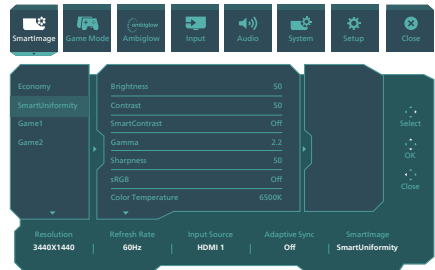 SmartImage
Game Mode
ambiglow
Ambiglow
Input
Audio
System
Setup
Close
Economy
SmartUniformity
Game1
Game2
Brightness 50
Contrast 50
SmartContrast Off
Gamma 2.2
Sharpness 50
sRGB Off
Color Temperature 6500K
Select
OK
Close
Resolution Refresh Rate Input Source Adaptive Sync SmartImage
3440X1440 | 60Hz | HDMI 1 | Off | SmartUniformity